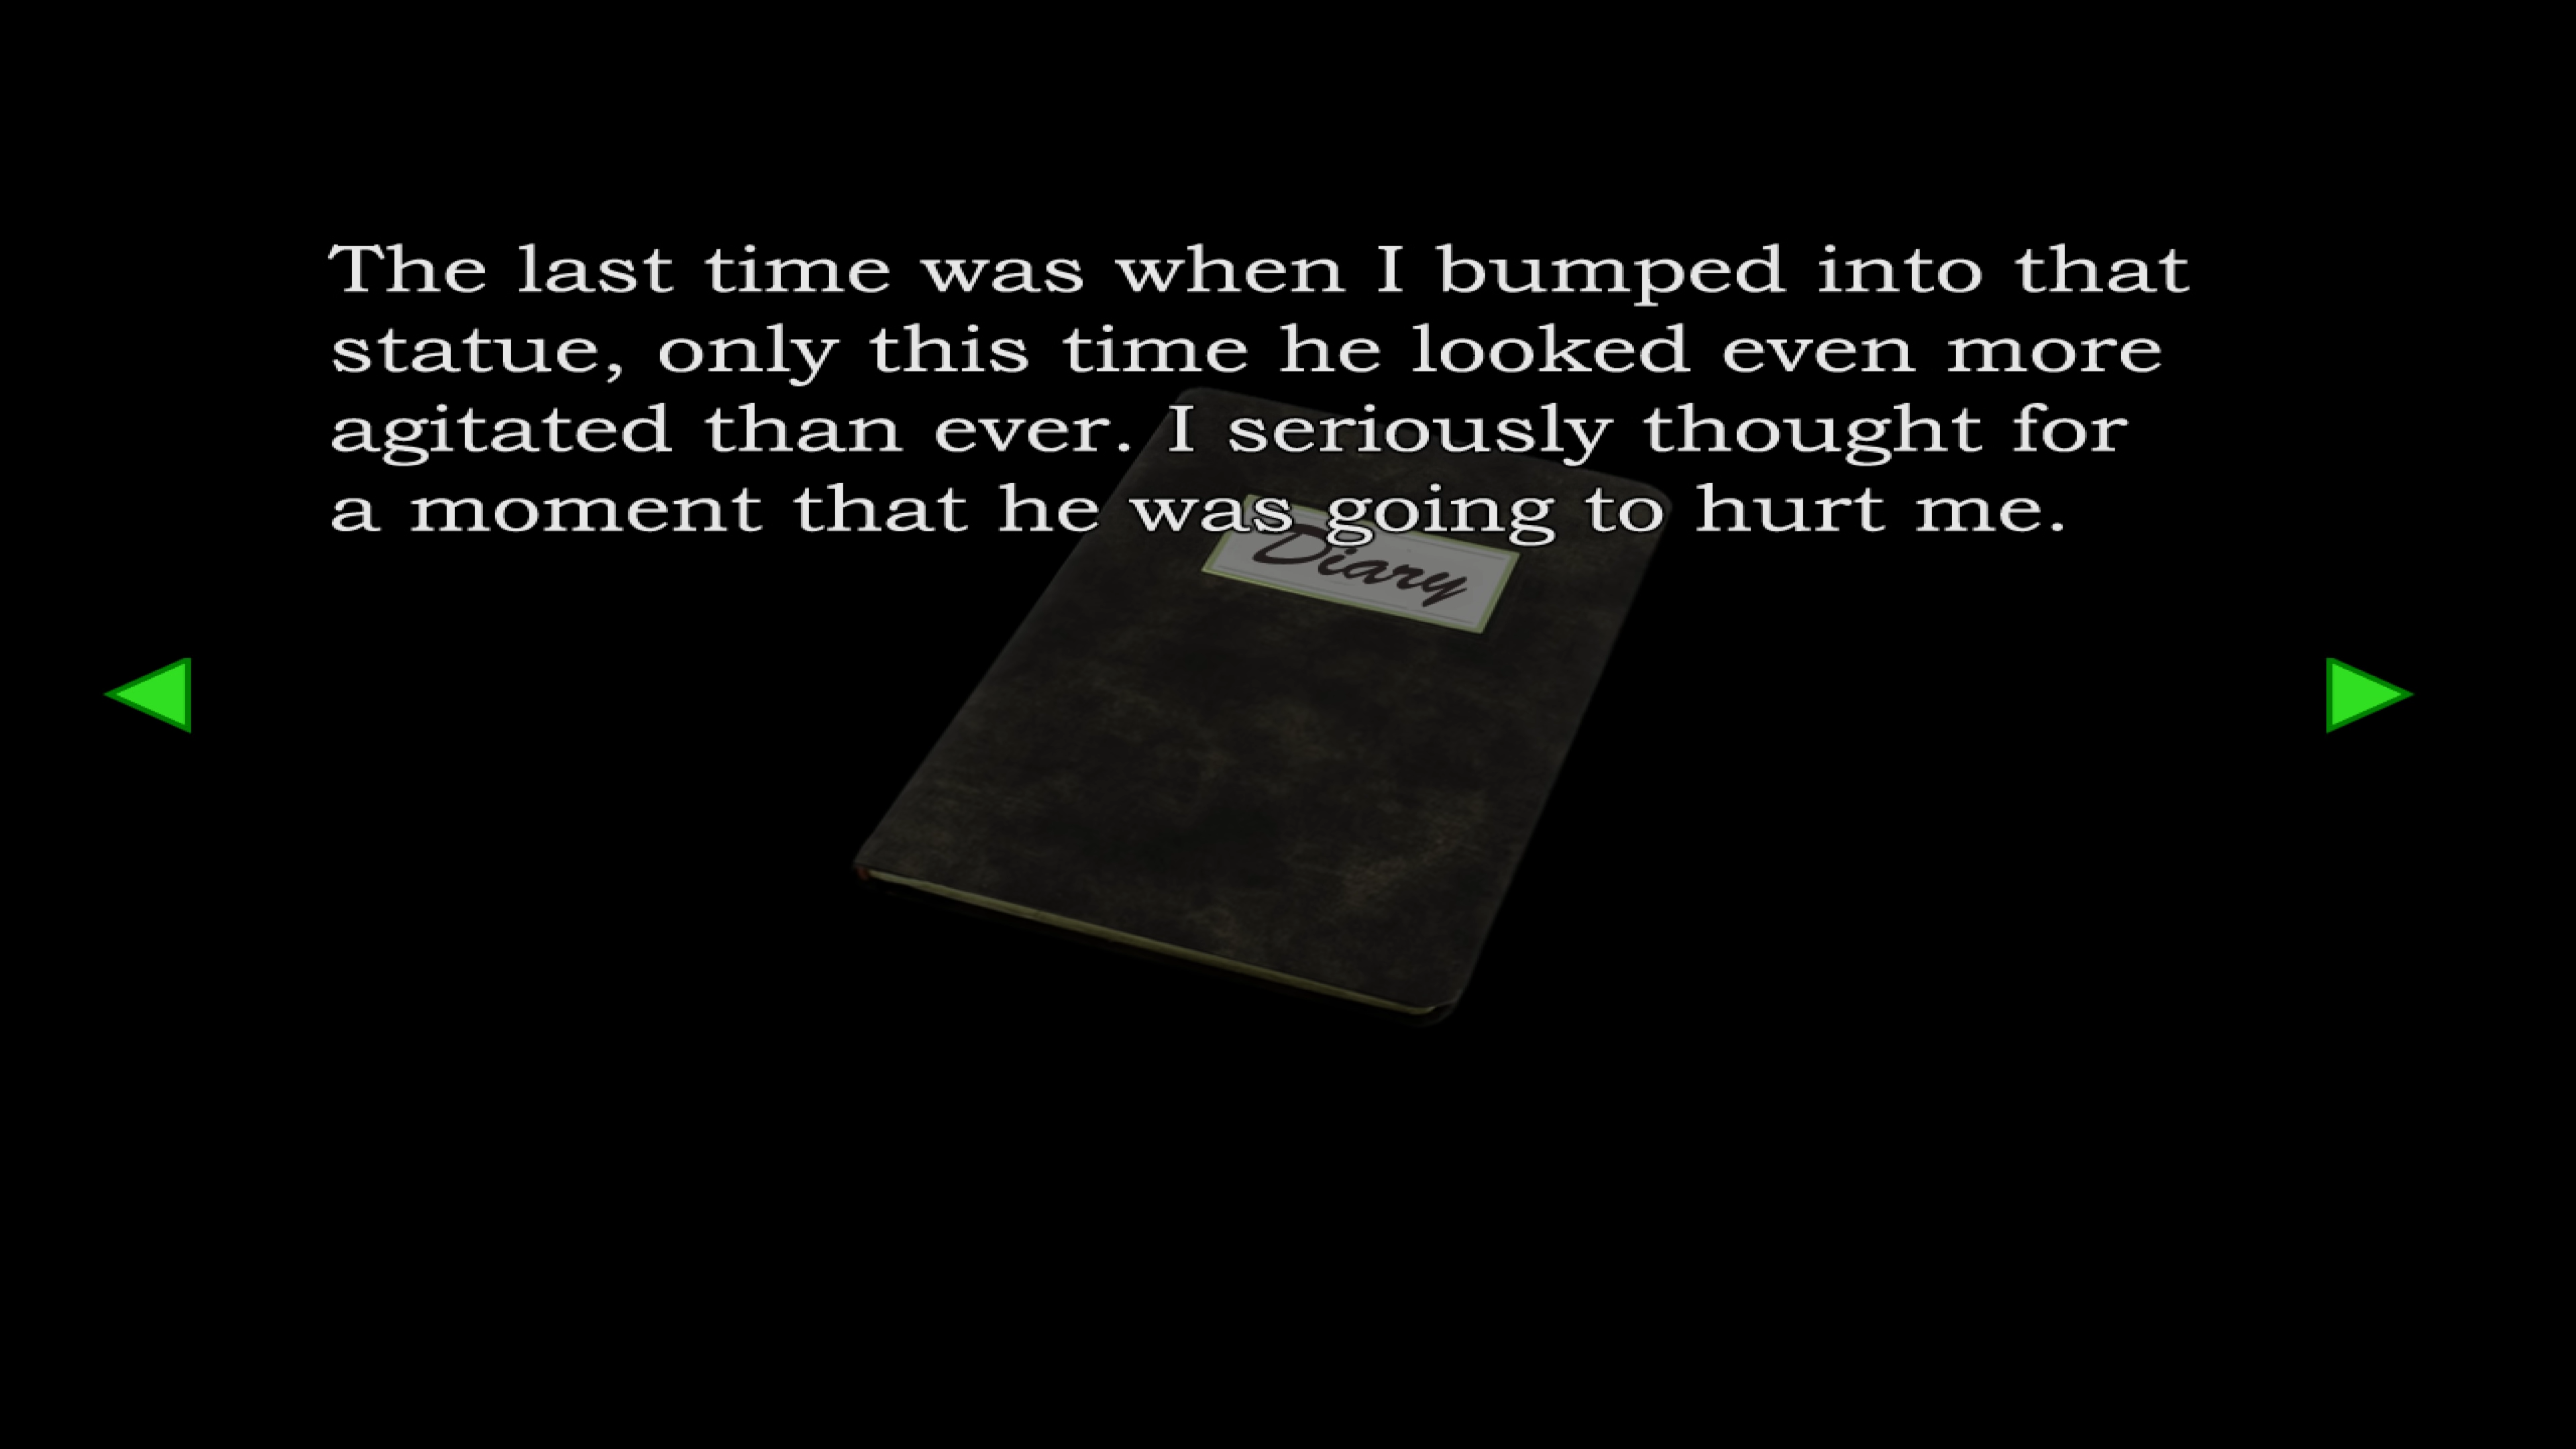 The last time was when I bumped into that
statue, only this time he looked even more
agitated than ever. I seriously thought for
a moment that he was going to hurt me.
Diary